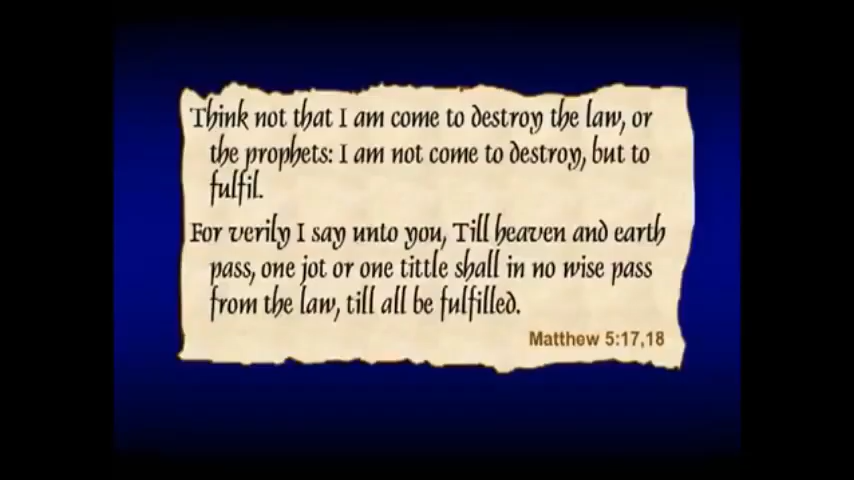 Think not that I am come to destroy the law, or
the prophets: I am not come to destroy, but to
fulfil.
For verily I say unto you, Till heaven and earth
pass, one jot or one tittle shall in no wise pass
from the law, till all be fulfilled.
Matthew 5:17,18